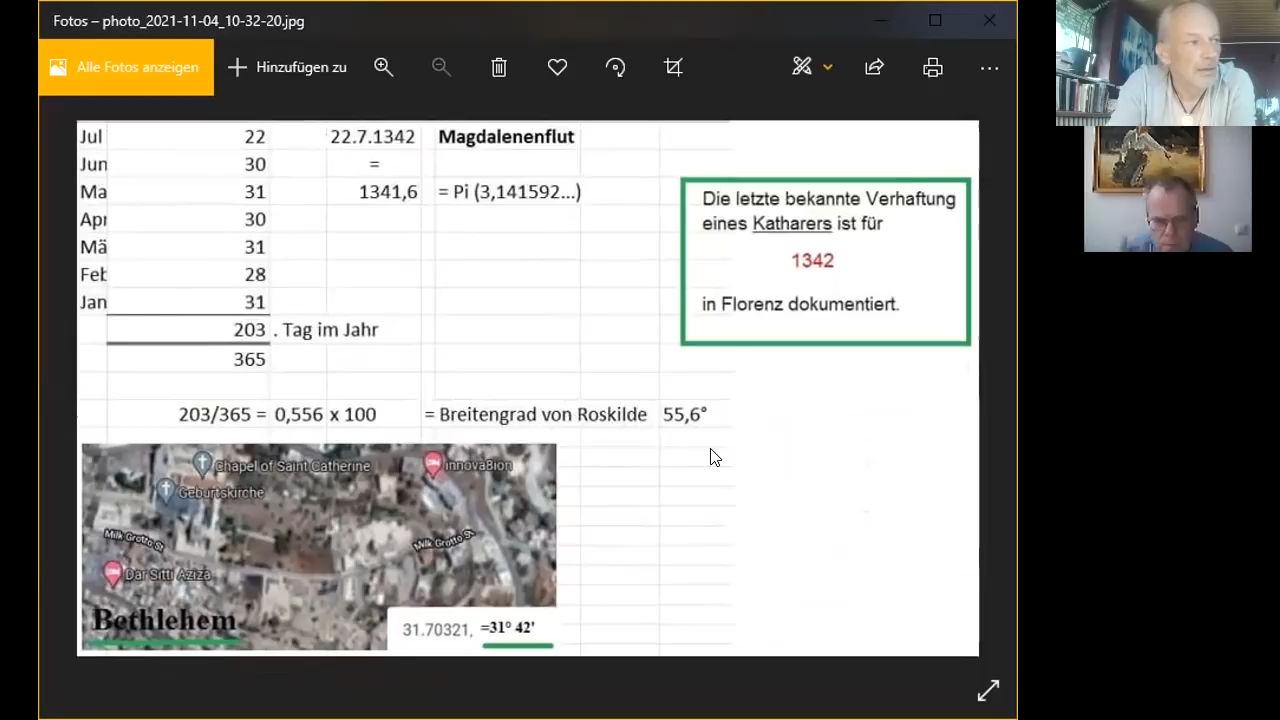 Fotos – photo_2021-11-04_10-32-20.jpg
Alle Fotos anzeigen
Hinzufügen zu
Jul 22 22.7.1342 Magdalenenflut
Jun 30 =
Ma 31 1341,6 = Pi (3,141592...)
Apr 30
Mä 31
Feb 28
Jan 31
203 . Tag im Jahr
365
203/365 = 0,556 x 100 = Breitengrad von Roskilde 55,6°
Die letzte bekannte Verhaftung
eines Katharers ist für
1342
in Florenz dokumentiert.
Chapel of Saint Catherine
InnovaBion
Geburtskirche
Milk Grotto St
Milk Grotto St
Dar Sitti Aziza
Bethlehem
31.70321, =31° 42'